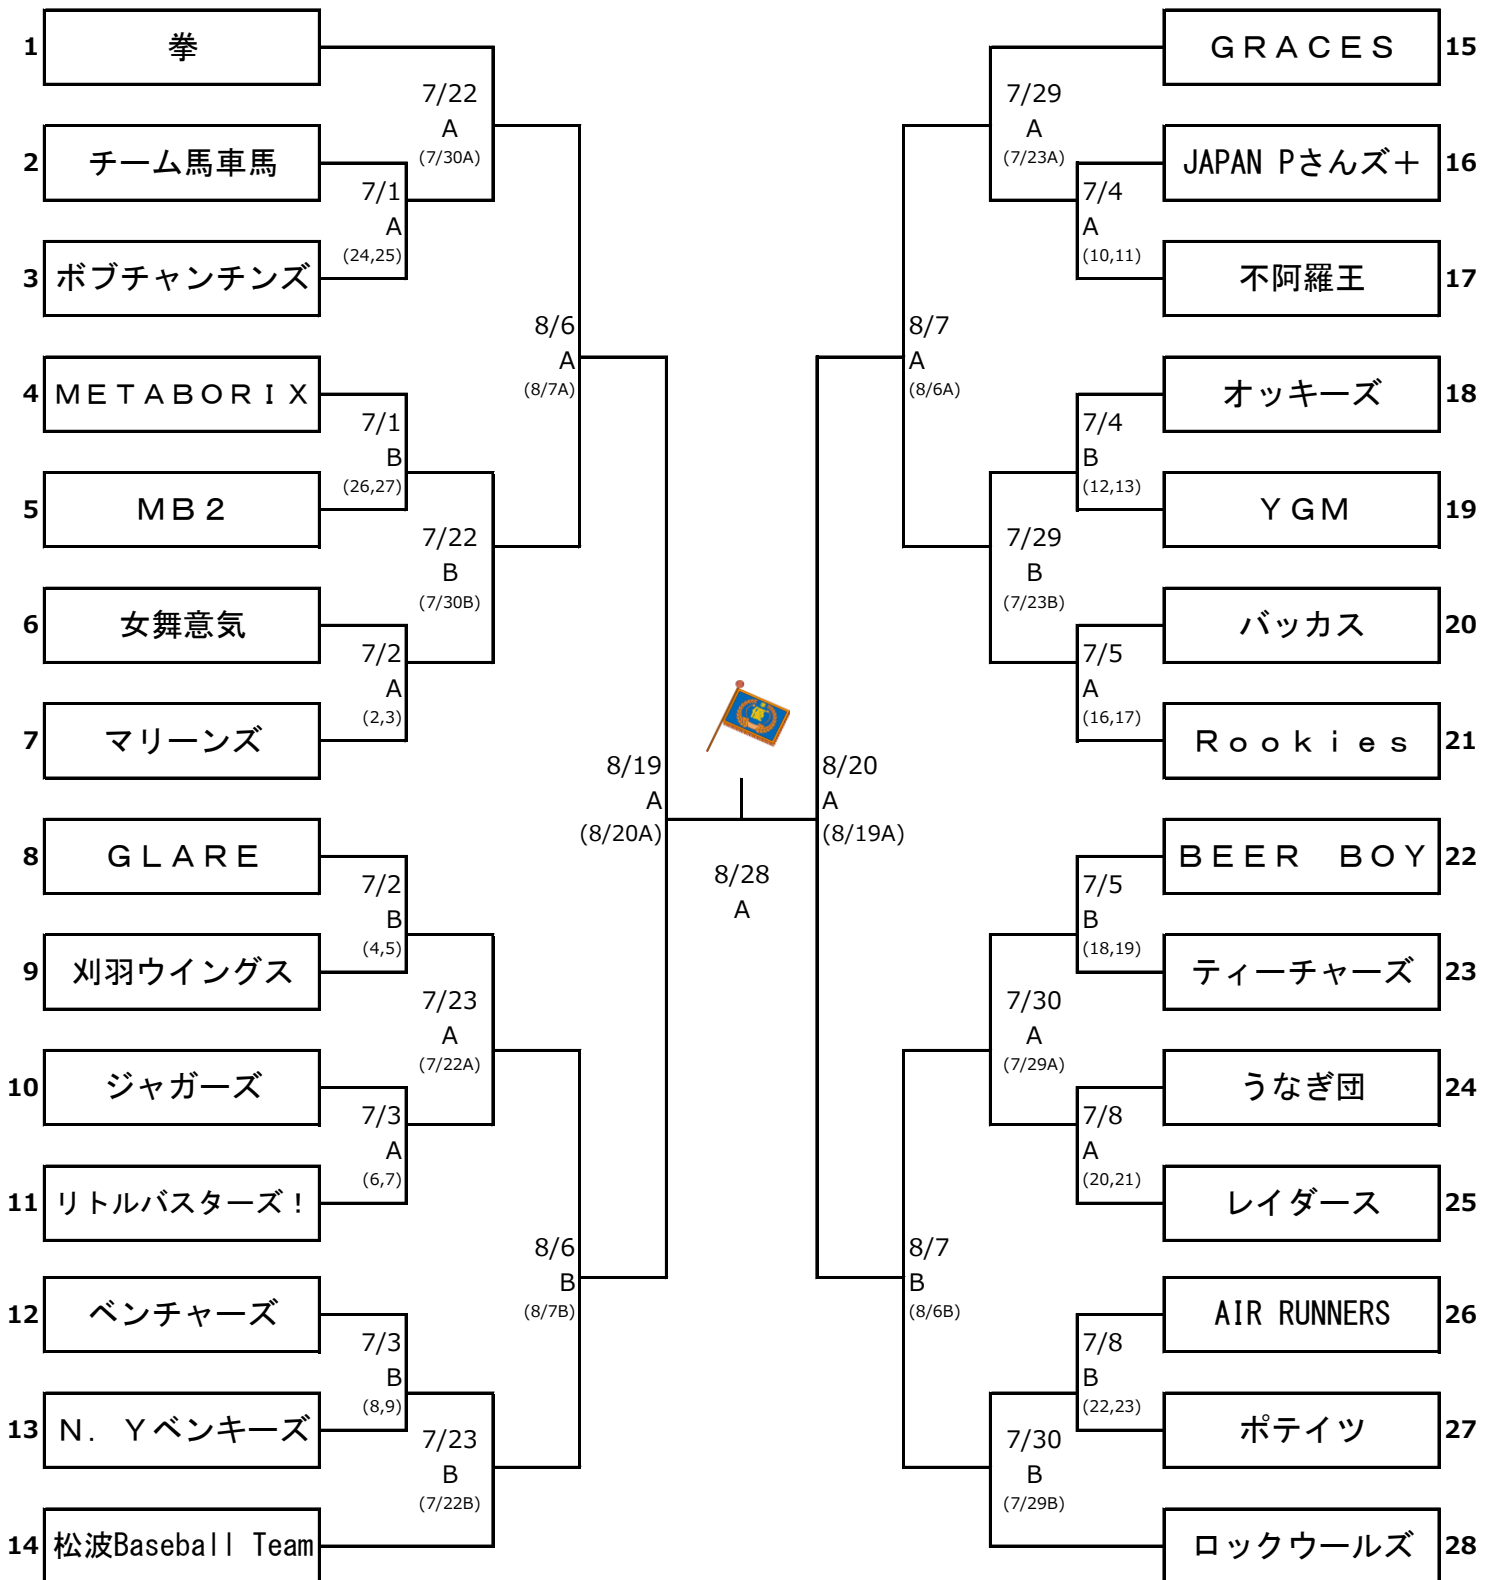 1 拳
7/22
A
(7/30A)
2 チーム馬車馬
7/1
A
(24,25)
3 ボブチャンチンズ
8/6
A
(8/7A)
4 ＭＥＴＡＢＯＲＩＸ
7/1
B
(26,27)
5 ＭＢ２
7/22
B
(7/30B)
6 女舞意気
7/2
A
(2,3)
7 マリーンズ
8/19
A
(8/20A)
8 ＧＬＡＲＥ
7/2
B
(4,5)
9 刈羽ウイングス
7/23
A
(7/22A)
10 ジャガーズ
7/3
A
(6,7)
11 リトルバスターズ！
8/6
B
(8/7B)
12 ベンチャーズ
7/3
B
(8,9)
13 Ｎ．Ｙベンキーズ
7/23
B
(7/22B)
14 松波Baseball Team
8/28
A
ＧＲＡＣＥＳ 15
7/29
A
(7/23A)
JAPAN Pさんズ＋ 16
7/4
A
(10,11)
不阿羅王 17
8/7
A
(8/6A)
オッキーズ 18
7/4
B
(12,13)
ＹＧＭ 19
7/29
B
(7/23B)
バッカス 20
7/5
A
(16,17)
Ｒｏｏｋｉｅｓ 21
8/20
A
(8/19A)
ＢＥＥＲ　ＢＯＹ 22
7/5
B
(18,19)
ティーチャーズ 23
7/30
A
(7/29A)
うなぎ団 24
7/8
A
(20,21)
レイダース 25
8/7
B
(8/6B)
AIR RUNNERS 26
7/8
B
(22,23)
ポテイツ 27
7/30
B
(7/29B)
ロックウールズ 28